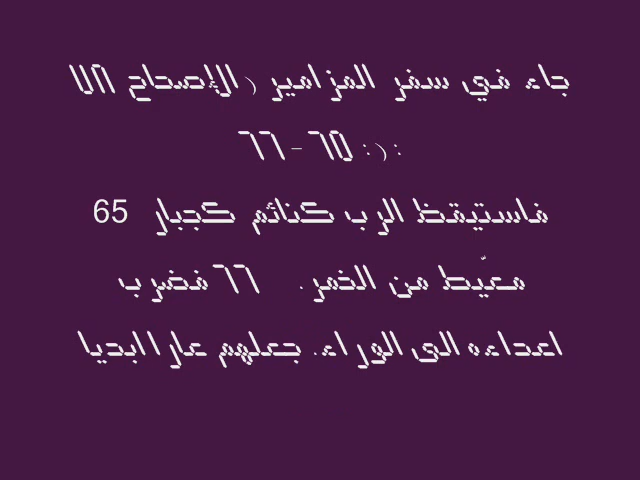 جاء في سفر المزامير (الإصحاح ٧٨
:(: ٦٥-٦٦
65 فاستيقظ الرب كنائم كجبار
معيّط من الخمر. ٦٦ فضرب
اعداءه الى الوراء. جعلهم عارا ابديا